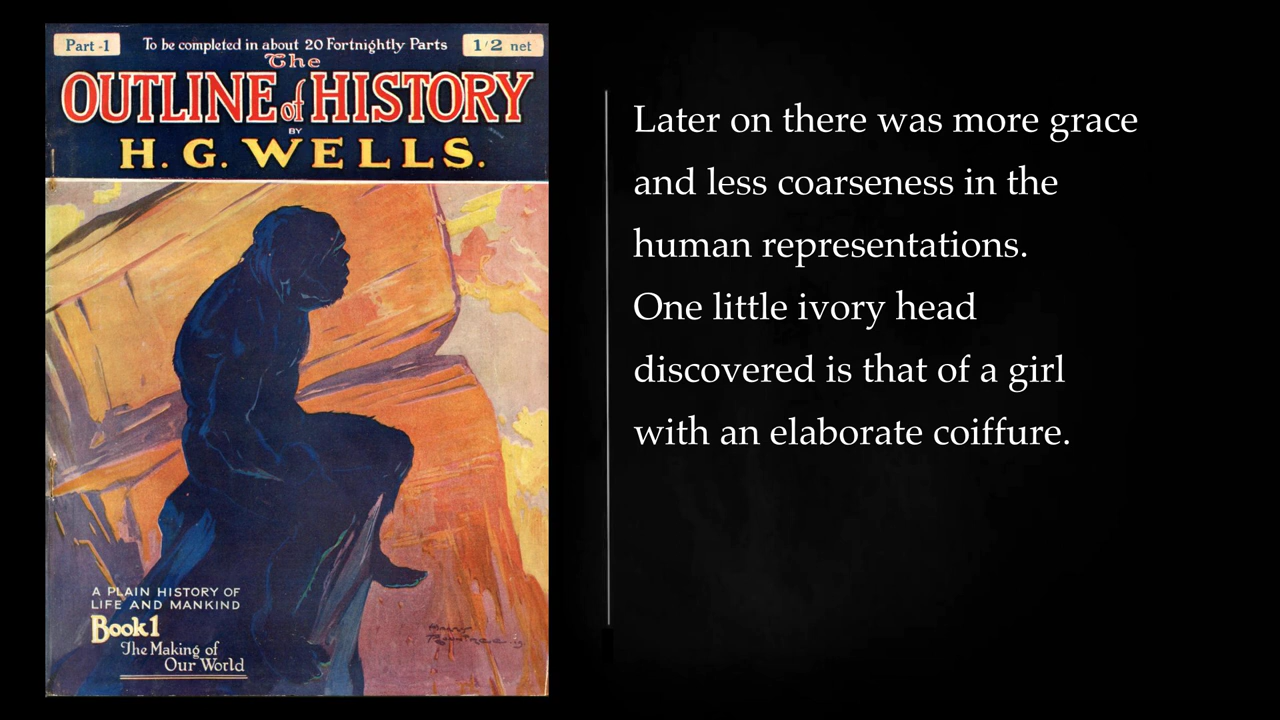 Part -1
To be completed in about 20 Fortnightly Parts
1/2 net
The
OUTLINE of HISTORY
BY
H. G. WELLS.
A PLAIN HISTORY OF
LIFE AND MANKIND
Book 1
The Making of
Our World
Later on there was more grace
and less coarseness in the
human representations.
One little ivory head
discovered is that of a girl
with an elaborate coiffure.